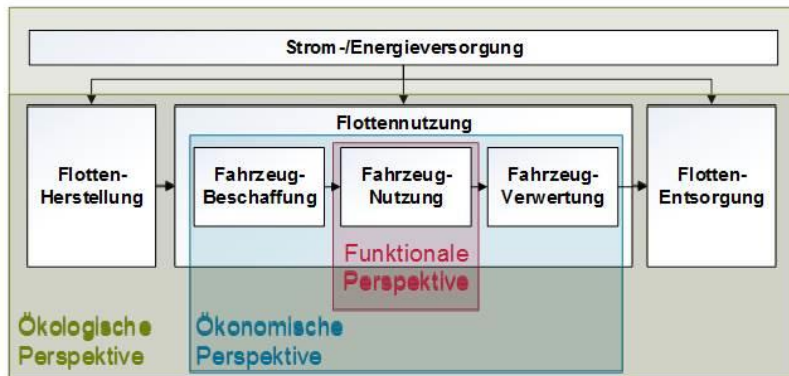 Strom-/Energieversorgung
Flottennutzung
Flotten-
Herstellung
Fahrzeug-
Beschaffung
Fahrzeug-
Nutzung
Fahrzeug-
Verwertung
Flotten-
Entsorgung
Funktionale
Perspektive
Ökologische
Perspektive
Ökonomische
Perspektive